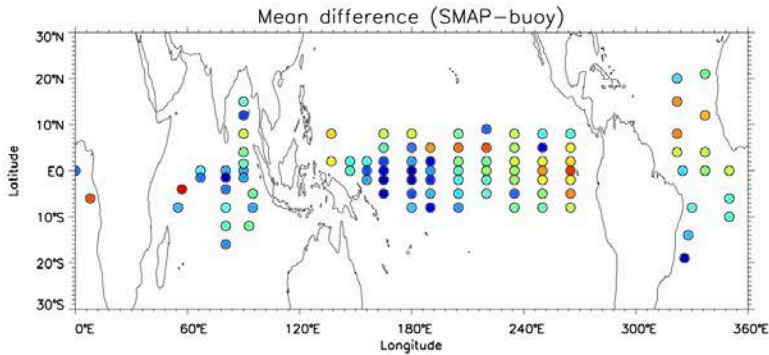 Mean difference (SMAP-buoy)
30°N
20°N
10°N
EQ
10°S
20°S
30°S
Latitude
0°E
60°E
120°E
180°E
240°E
300°E
360°E
Longitude